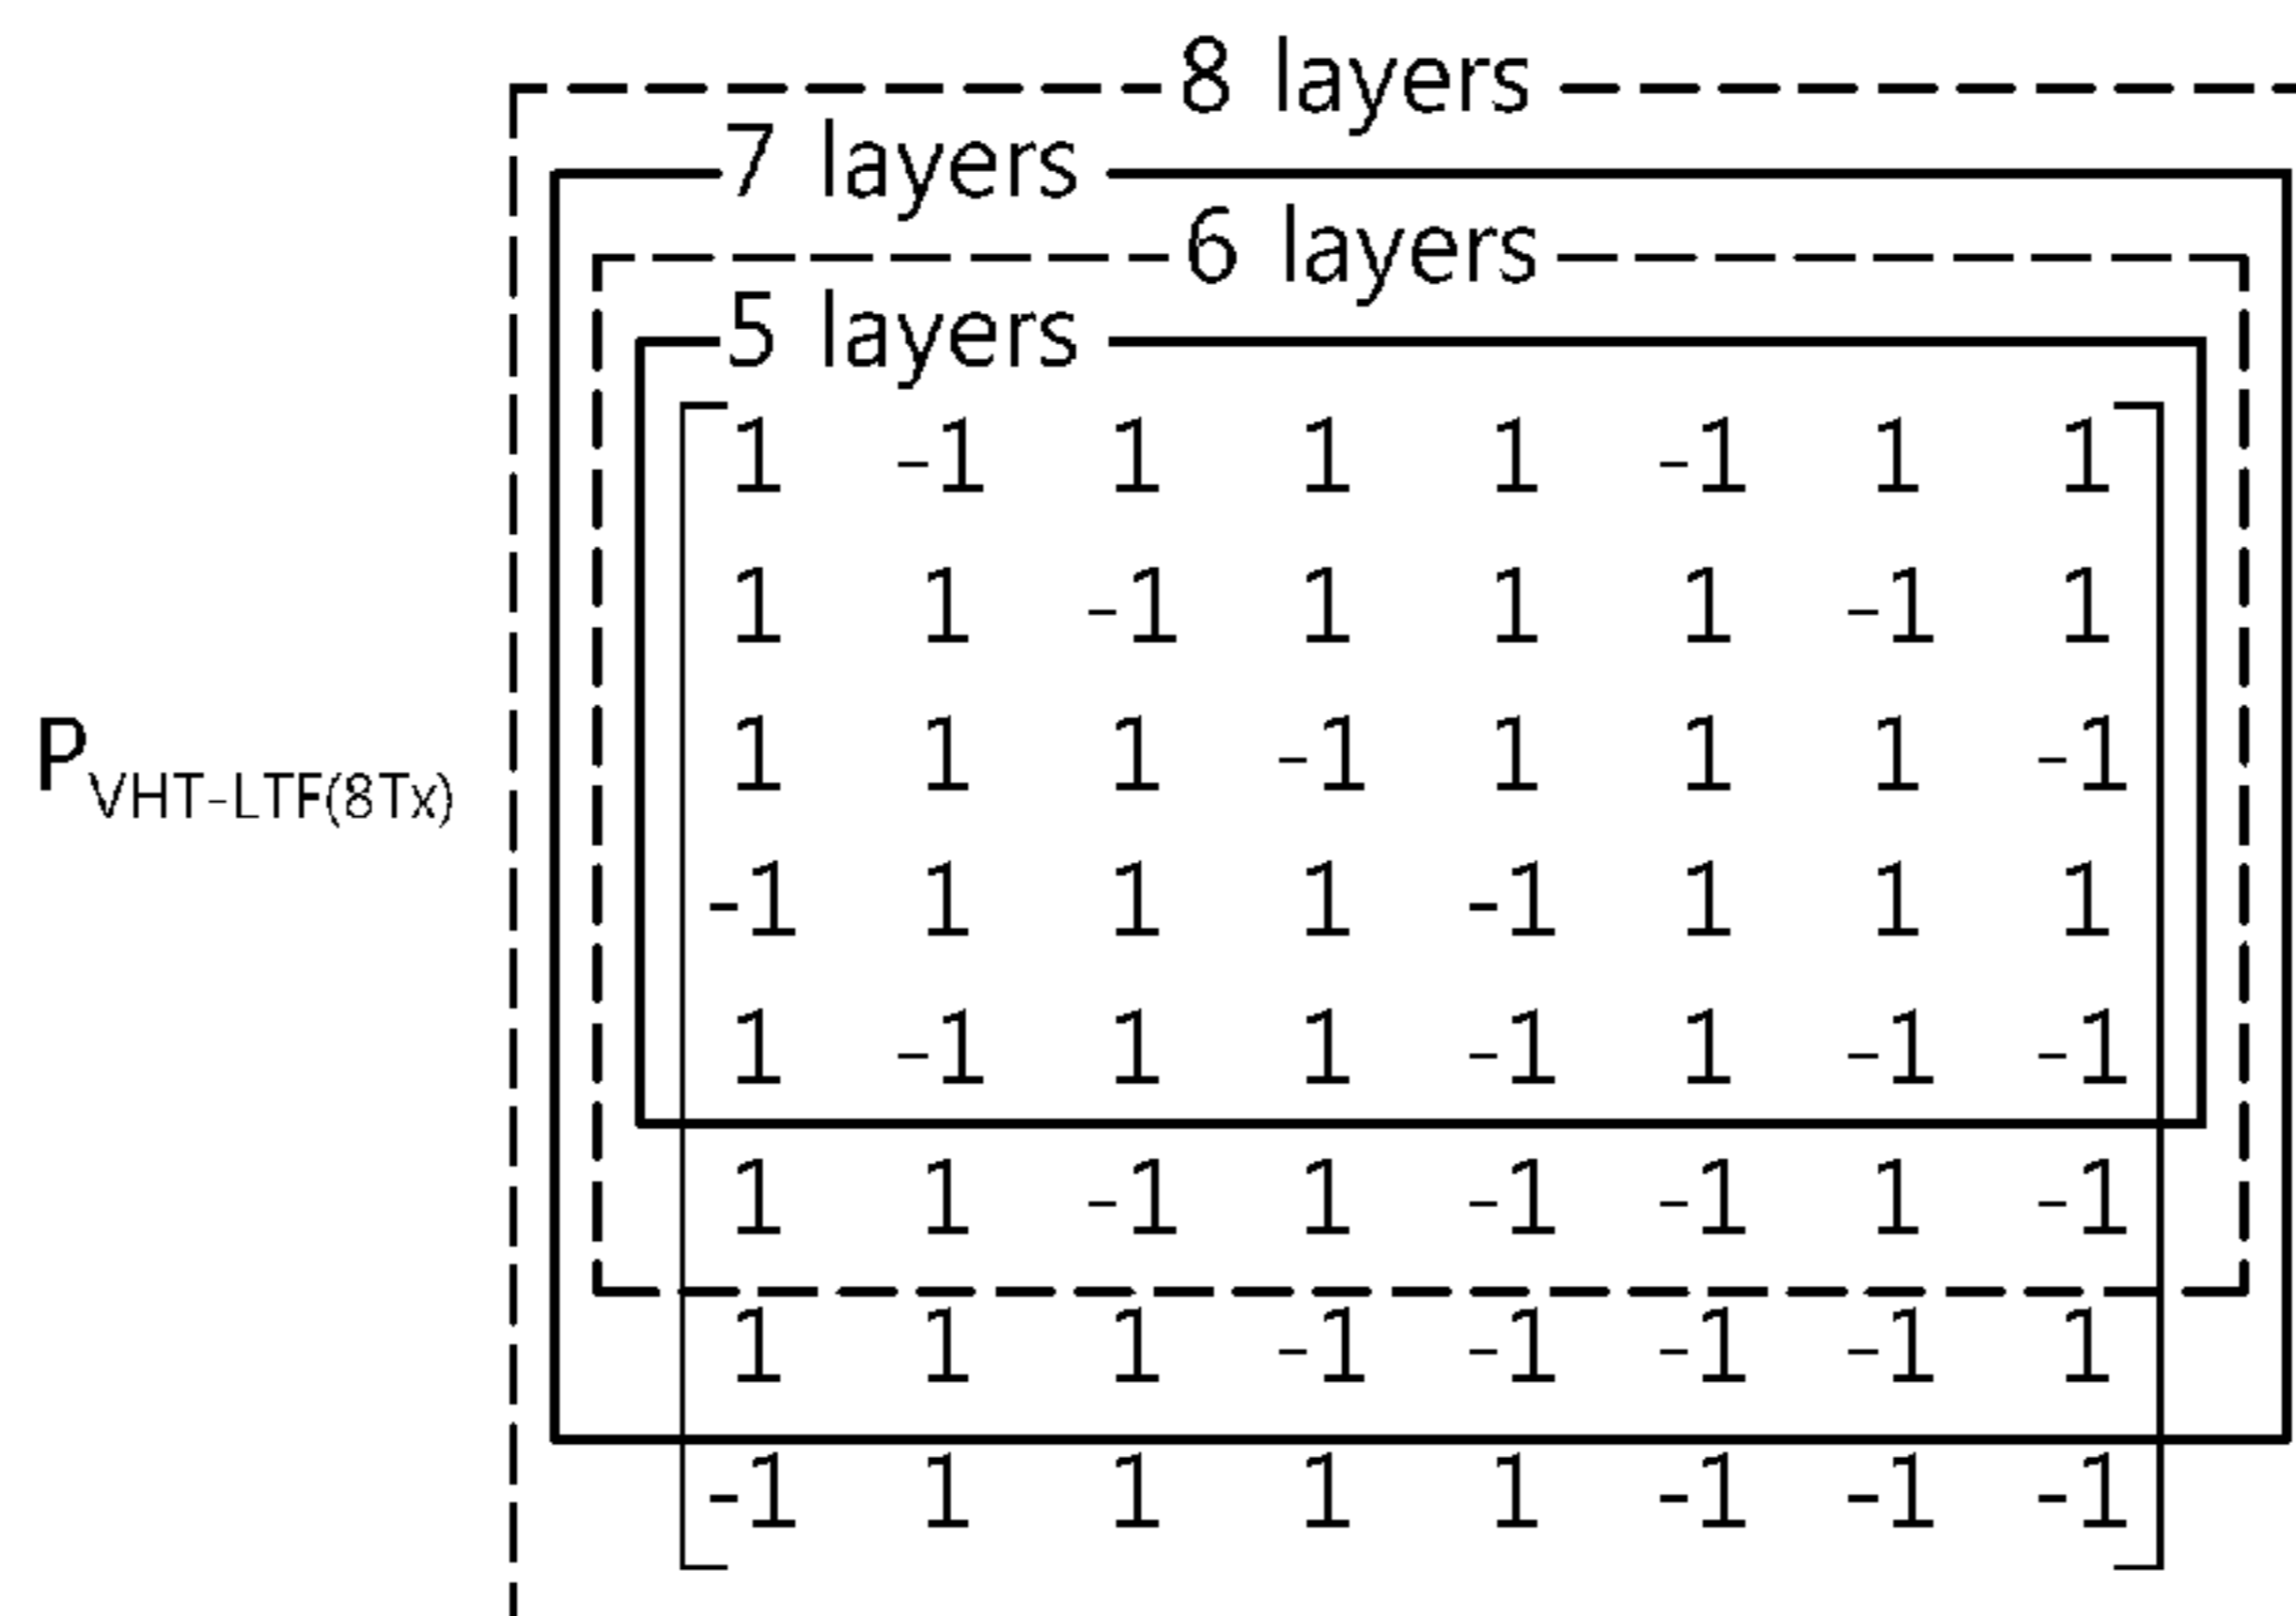 8 layers
7 layers
6 layers
5 layers
1 -1 1 1 1 -1 1 1
1 1 -1 1 1 1 -1 1
P VHT-LTF(8Tx)
1 1 1 -1 1 1 1 -1
-1 1 1 1 -1 1 1 1
1 -1 1 1 -1 1 -1 -1
1 1 -1 1 -1 -1 1 -1
1 1 1 -1 -1 -1 -1 1
-1 1 1 1 1 -1 -1 -1